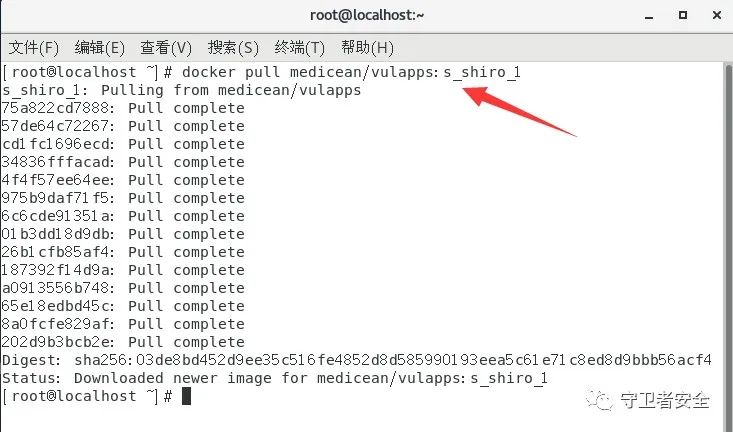 root@localhost:~
文件(F) 编辑(E) 查看(V) 搜索(S) 终端(T) 帮助(H)
[root@localhost ~]# docker pull medicean/vulapps:s_shiro_1
s_shiro_1: Pulling from medicean/vulapps
75a822cd7888: Pull complete
57de64c72267: Pull complete
cd1fc1696ecd: Pull complete
34836fffacad: Pull complete
4f4f57ee64ee: Pull complete
975b9daf71f5: Pull complete
6c6cde91351a: Pull complete
01b3dd18d9db: Pull complete
26b1cfb85af4: Pull complete
187392f14d9a: Pull complete
a0913556b748: Pull complete
65e18edbd45c: Pull complete
8a0fcfe829af: Pull complete
202d9b3bcb2e: Pull complete
Digest: sha256:03de8bd452d9ee35c516fe4852d8d585990193eea5c61e71c8ed8d9bbb56acf4
Status: Downloaded newer image for medicean/vulapps:s_shiro_1
[root@localhost ~]#
守卫者安全